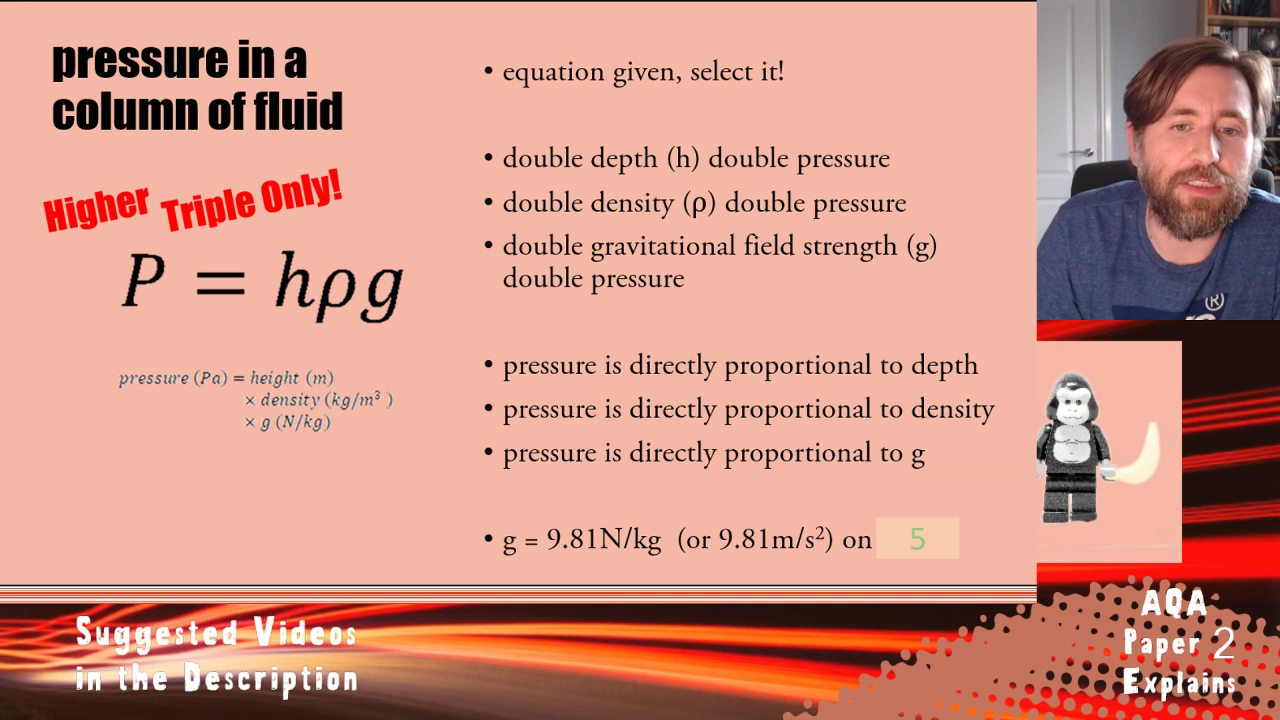 pressure in a
column of fluid
Higher Triple Only!
P = hρg
pressure (Pa) = height (m)
× density (kg/m³ )
× g (N/kg)
• equation given, select it!
• double depth (h) double pressure
• double density (ρ) double pressure
• double gravitational field strength (g)
double pressure
• pressure is directly proportional to depth
• pressure is directly proportional to density
• pressure is directly proportional to g
• g = 9.81N/kg (or 9.81m/s²) on 5
®
Suggested Videos
in the Description
AQA
Paper 2
Explains